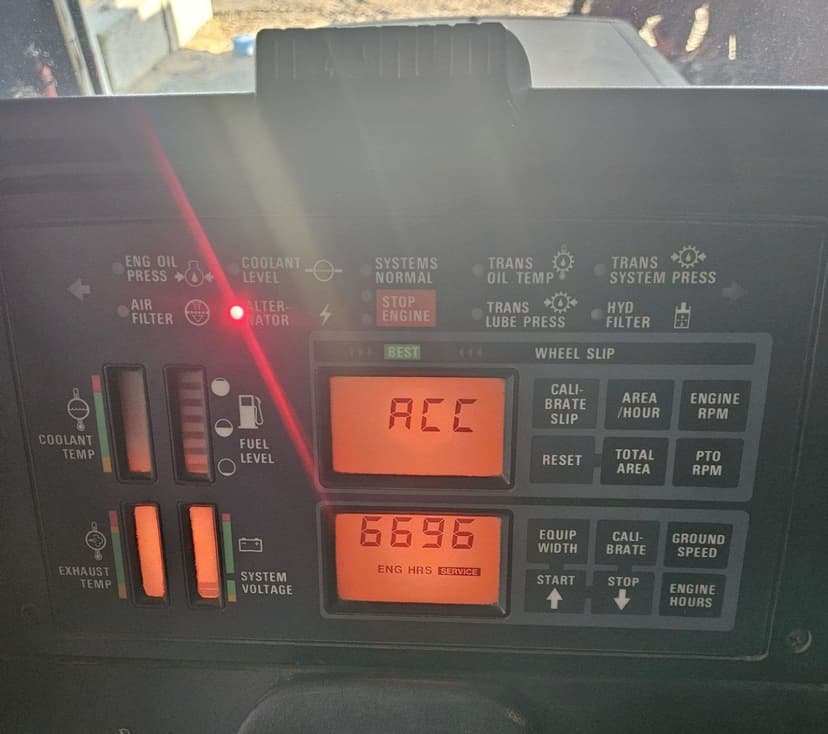 ENG OIL
PRESS
COOLANT
LEVEL
SYSTEMS
NORMAL
TRANS
OIL TEMP
TRANS
SYSTEM PRESS
AIR
FILTER
ALTER-
NATOR
STOP
ENGINE
TRANS
LUBE PRESS
HYD
FILTER
BEST
WHEEL SLIP
COOLANT
TEMP
FUEL
LEVEL
ACC
CALI-
BRATE
SLIP
AREA
/HOUR
ENGINE
RPM
RESET
TOTAL
AREA
PTO
RPM
EXHAUST
TEMP
SYSTEM
VOLTAGE
6696
ENG HRS SERVICE
EQUIP
WIDTH
CALI-
BRATE
GROUND
SPEED
START
STOP
ENGINE
HOURS